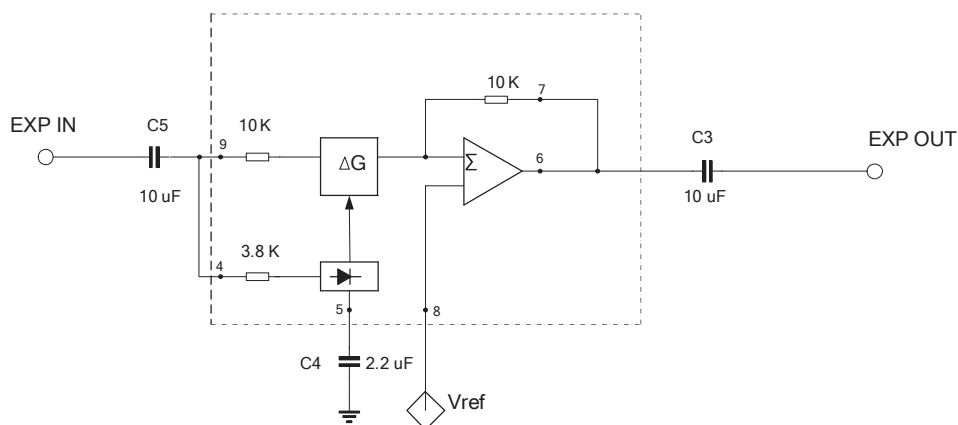 10 K
7
EXP IN
C5
10 K
9
6
C3
EXP OUT
ΔG
Σ
10 uF
10 uF
3.8 K
4
5
8
C4
2.2 uF
Vref